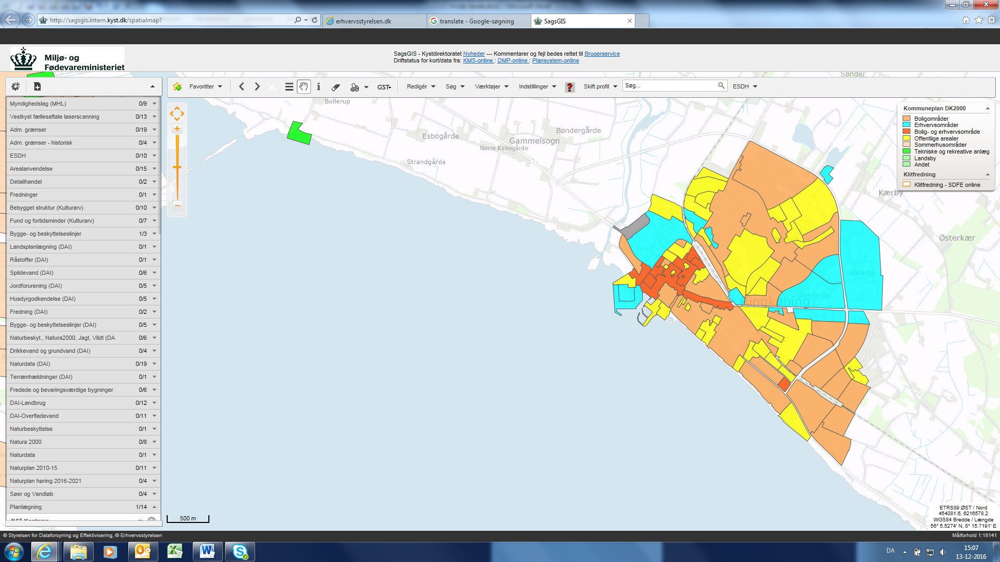 http://sagsgis.intern.kyst.dk/spatialmap?
erhvervsstyrelsen.dk
translate - Google-søgning
SagsGIS
Miljø- og
Fødevareministeriet
SagsGIS - Kystdirektoratet Nyheder --- Kommentarer og fejl bedes rettet til Brugerservice
Driftstatus for kort/data fra: KMS-online : DMP-online : Plansystem-online
Favoritter
GST
Redigér
Søg
Værktøjer
Indstillinger
?
Skift profil
Søg...
ESDH
Myndighedslag (MHL) 0/9
Vestkyst fællesaftale laserscanning 0/13
Adm. grænser 0/19
Adm. grænser - historisk 0/4
ESDH 0/10
Arealanvendelse 0/15
Detailhandel 0/2
Fredninger 0/1
Bebygget struktur (Kulturarv) 0/10
Fund og fortidsminder (Kulturarv) 0/7
Bygge- og beskyttelseslinjer 1/3
Landsplanlægning (DAI) 0/1
Råstoffer (DAI) 0/1
Spildevand (DAI) 0/6
Jordforurening (DAI) 0/5
Husdyrgodkendelse (DAI) 0/5
Fredning (DAI) 0/2
Bygge- og beskyttelseslinjer (DAI) 0/5
Naturbeskyt., Natura2000, Jagt, Vildt (DA 0/6
Drikkevand og grundvand (DAI) 0/4
Naturdata (DAI) 0/19
Terrænhældninger (DAI) 0/1
Fredede og bevaringsværdige bygninger 0/6
DAI-Landbrug 0/12
DAI-Overfladevand 0/11
Naturbeskyttelse 0/1
Natura 2000 0/8
Naturdata 0/1
Naturplan 2010-15 0/11
Naturplan høring 2016-2021 0/4
Søer og Vandløb 0/4
Planlægning 1/14
Sønder
Bollerup
Esbøgårde
Bøndergårde
Gammelsogn
Nørre Kirkegårde
Strandgårde
Kærby
Østerkær
Østerby
Sønderby
Ringkøbing
Kommuneplan DK2000
Boligområder
Erhvervsområder
Bolig- og erhvervsområde
Offentlige arealer
Sommerhusområder
Tekniske og rekreative anlæg
Landsby
Andet
Klitfredning
Klitfredning - SDFE online
500 m
ETRS89 ØST / Nord
454081.6, 6216578.2
WGS84 Bredde / Længde
56° 5.5274' N, 8° 15.7191' E
© Styrelsen for Dataforsyning og Effektivisering, © Erhvervsstyrelsen
Målforhold 1:18141
DA
15:07
13-12-2016